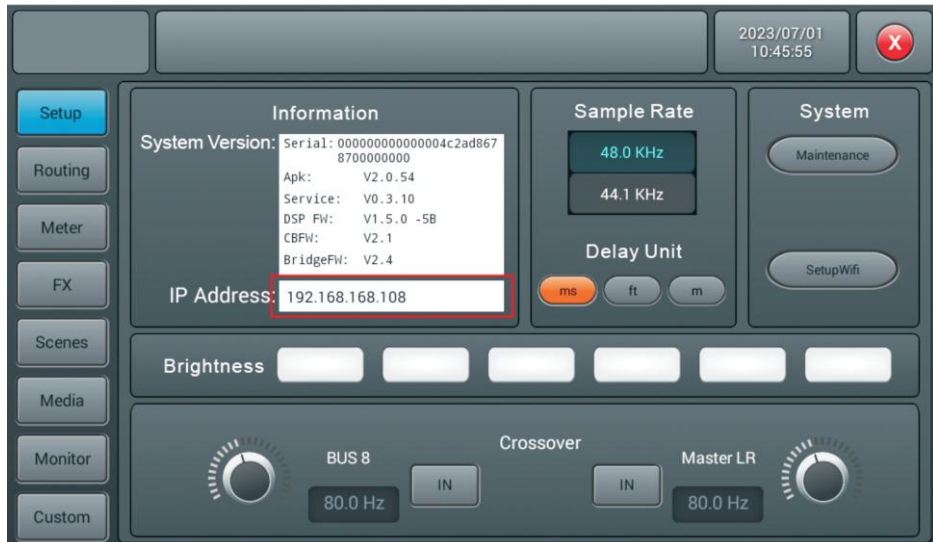 2023/07/01
10:45:55
X
Setup
Routing
Meter
FX
Scenes
Media
Monitor
Custom
Information
System Version:
Serial: 00000000000004c2ad867
8700000000
Apk: V2.0.54
Service: V0.3.10
DSP FW: V1.5.0 -5B
CBFW: V2.1
BridgeFW: V2.4
IP Address: 192.168.168.108
Sample Rate
48.0 KHz
44.1 KHz
Delay Unit
ms ft m
System
Maintenance
SetupWifi
Brightness
Crossover
BUS 8
IN
80.0 Hz
Master LR
IN
80.0 Hz